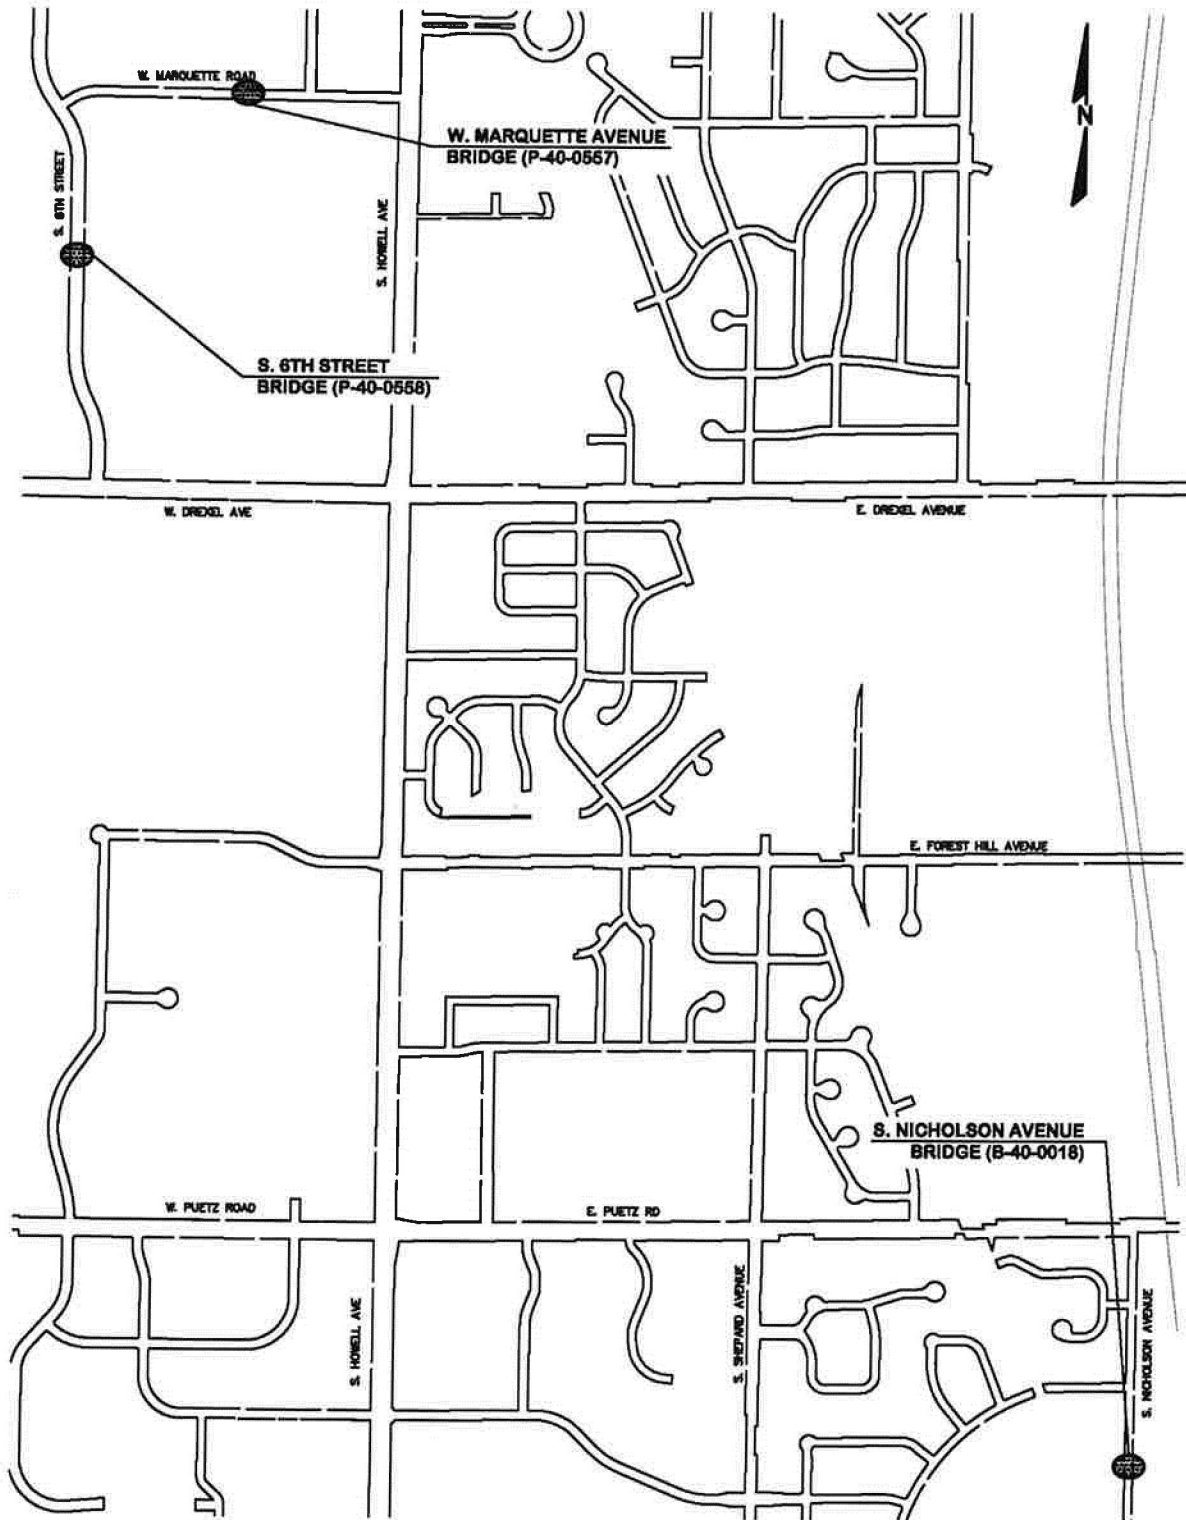 W. MARQUETTE ROAD
N
W. MARQUETTE AVENUE
BRIDGE (P-40-0557)
S. 6TH STREET
S. HOWELL AVE
S. 6TH STREET
BRIDGE (P-40-0558)
W. DREXEL AVE
E. DREXEL AVENUE
E. FOREST HILL AVENUE
S. NICHOLSON AVENUE
BRIDGE (B-40-0018)
W. PUETZ ROAD
E. PUETZ RD
S. HOWELL AVE
S. SHEPARD AVENUE
S. NICHOLSON AVENUE